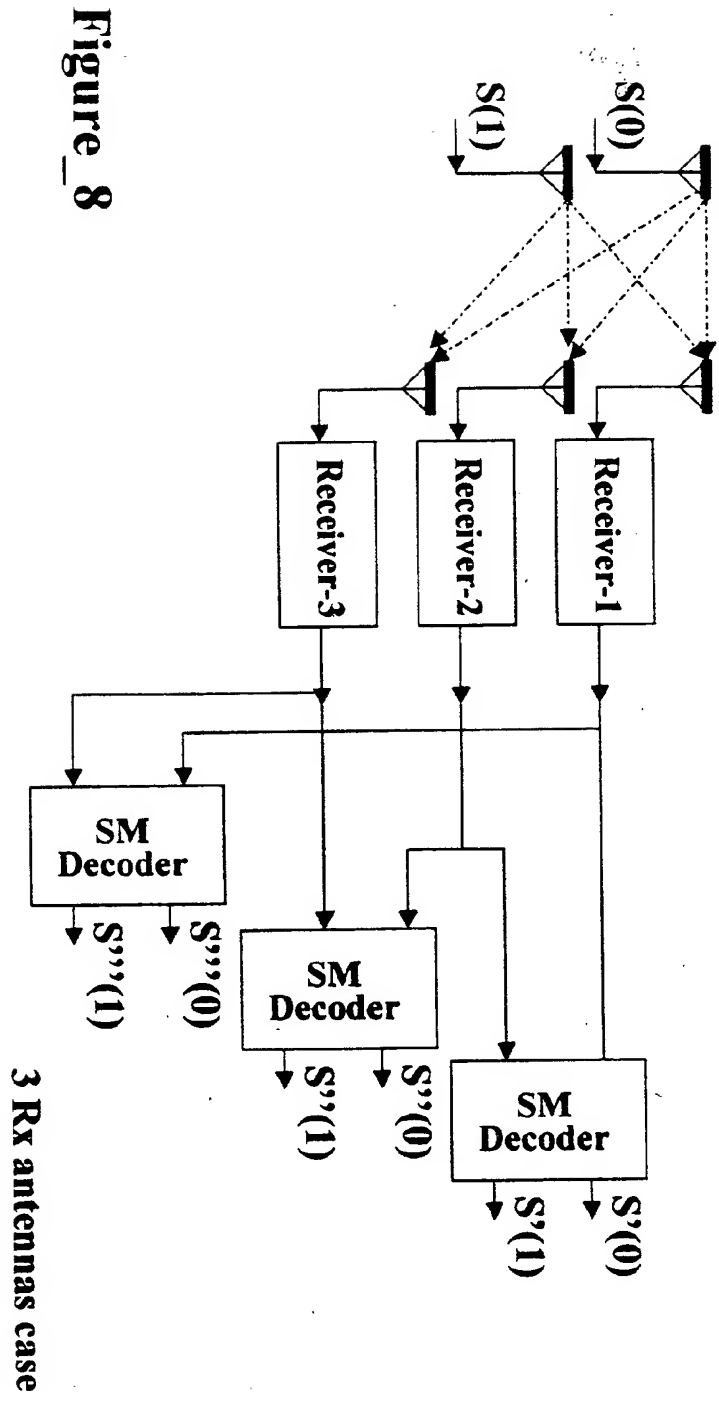 S(0)
S(1)
Receiver-1
Receiver-2
Receiver-3
SM
Decoder
S'(0)
S'(1)
SM
Decoder
S''(0)
S''(1)
SM
Decoder
S'''(0)
S'''(1)
3 Rx antennas case
Figure_8